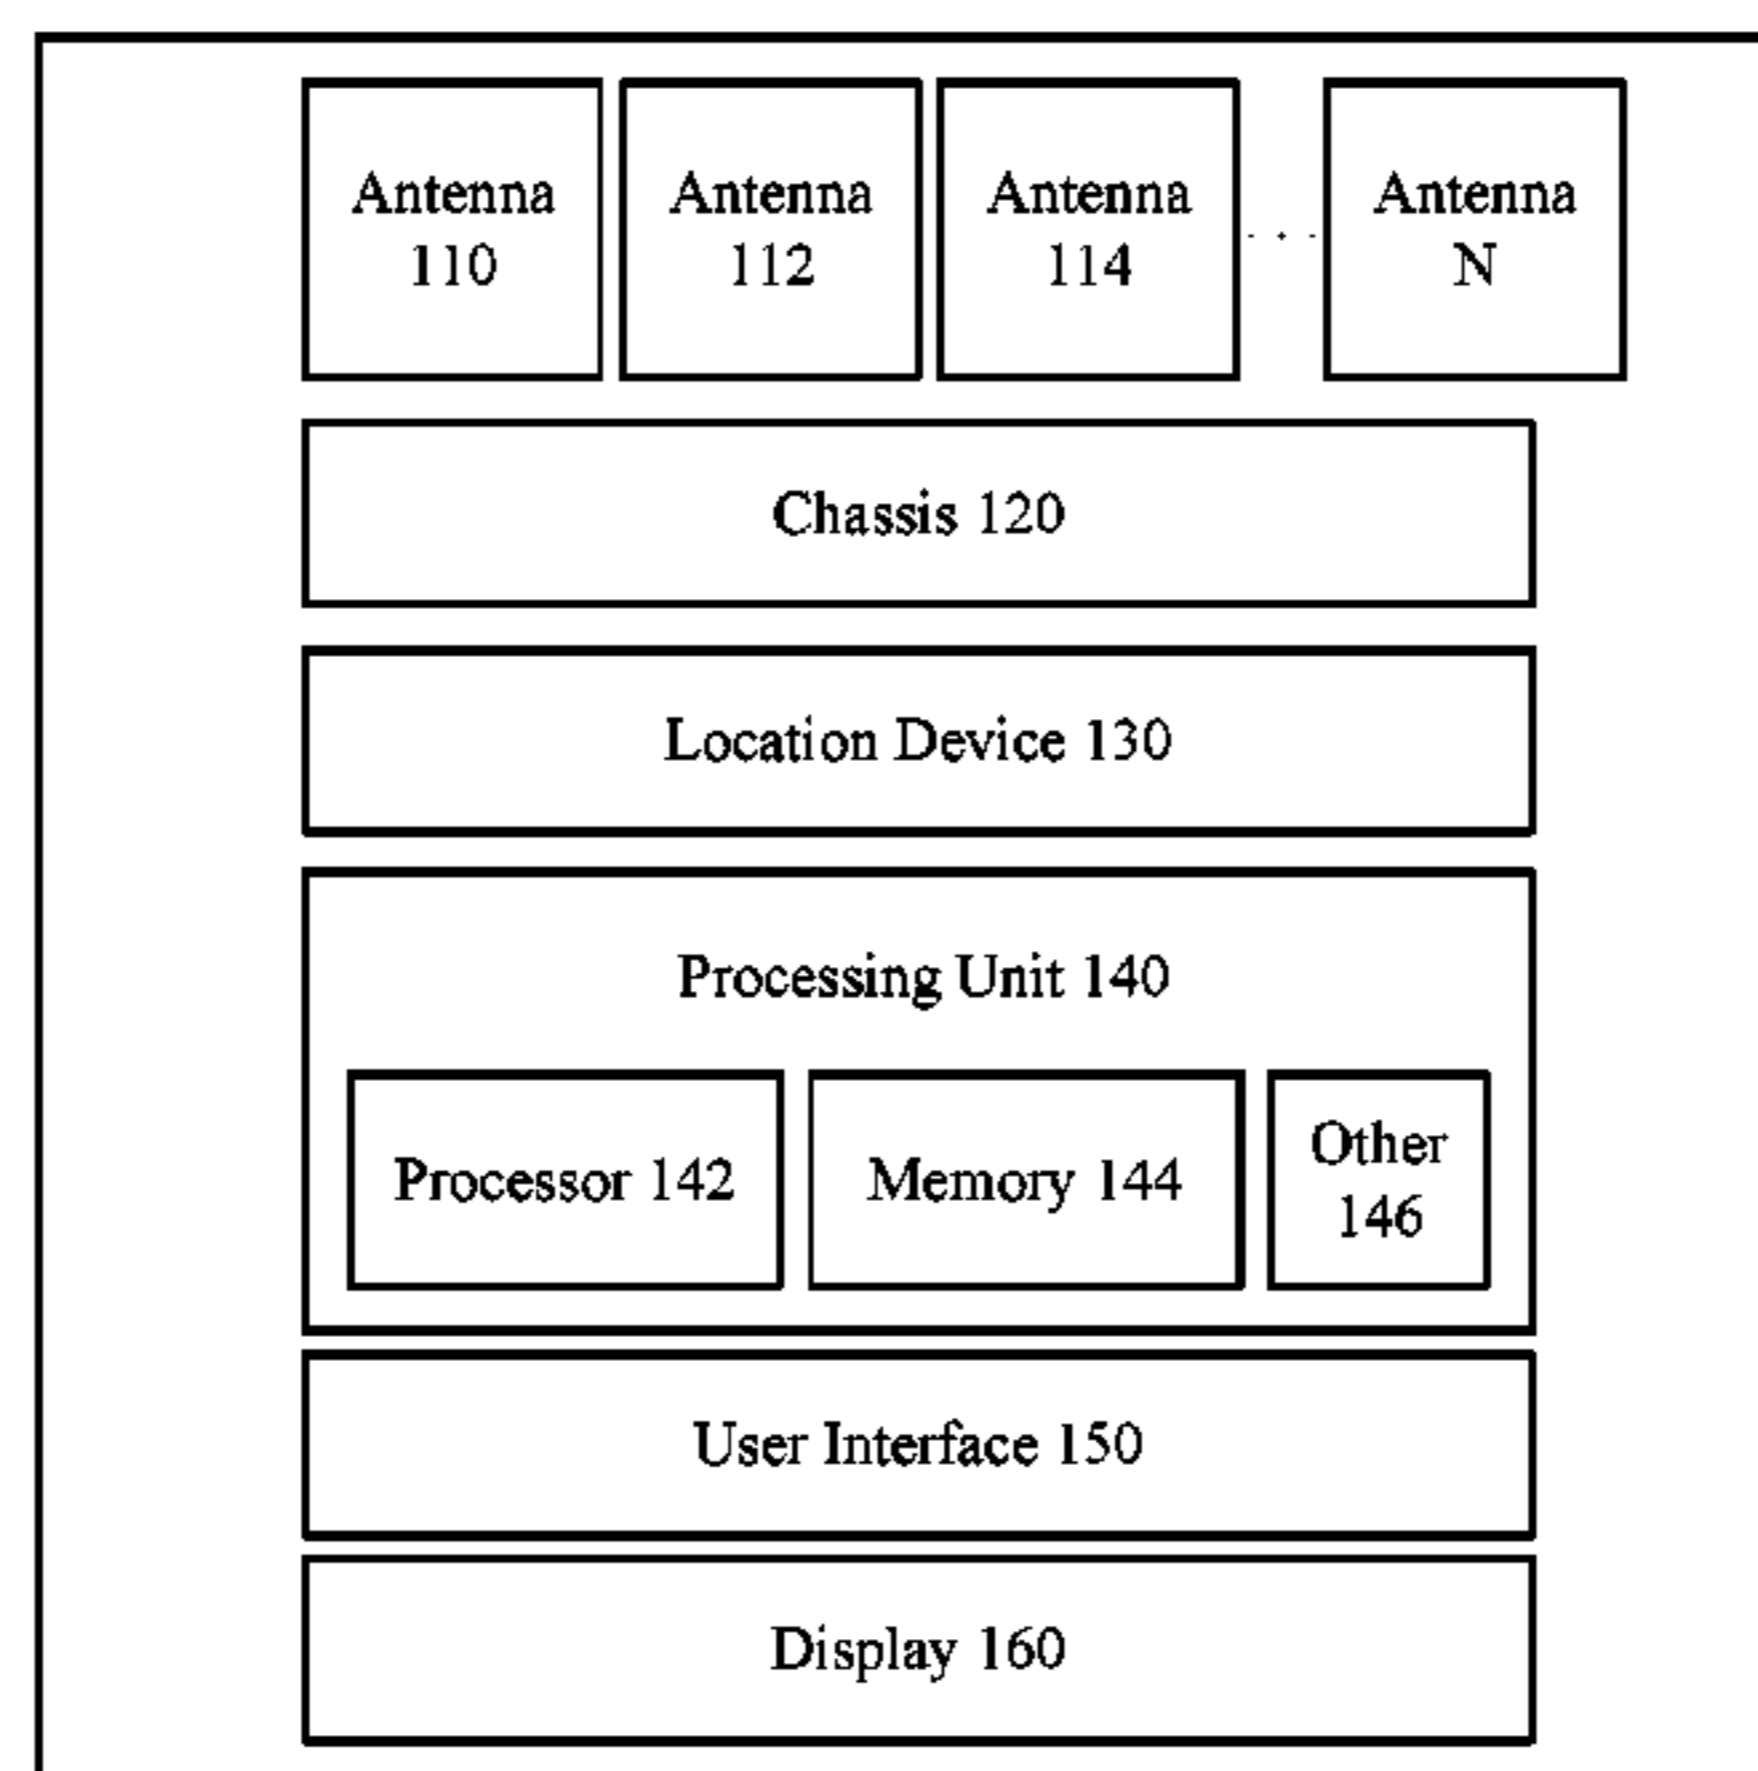 Antenna
110
Antenna
112
Antenna
114
. . .
Antenna
N
Chassis 120
Location Device 130
Processing Unit 140
Processor 142
Memory 144
Other
146
User Interface 150
Display 160